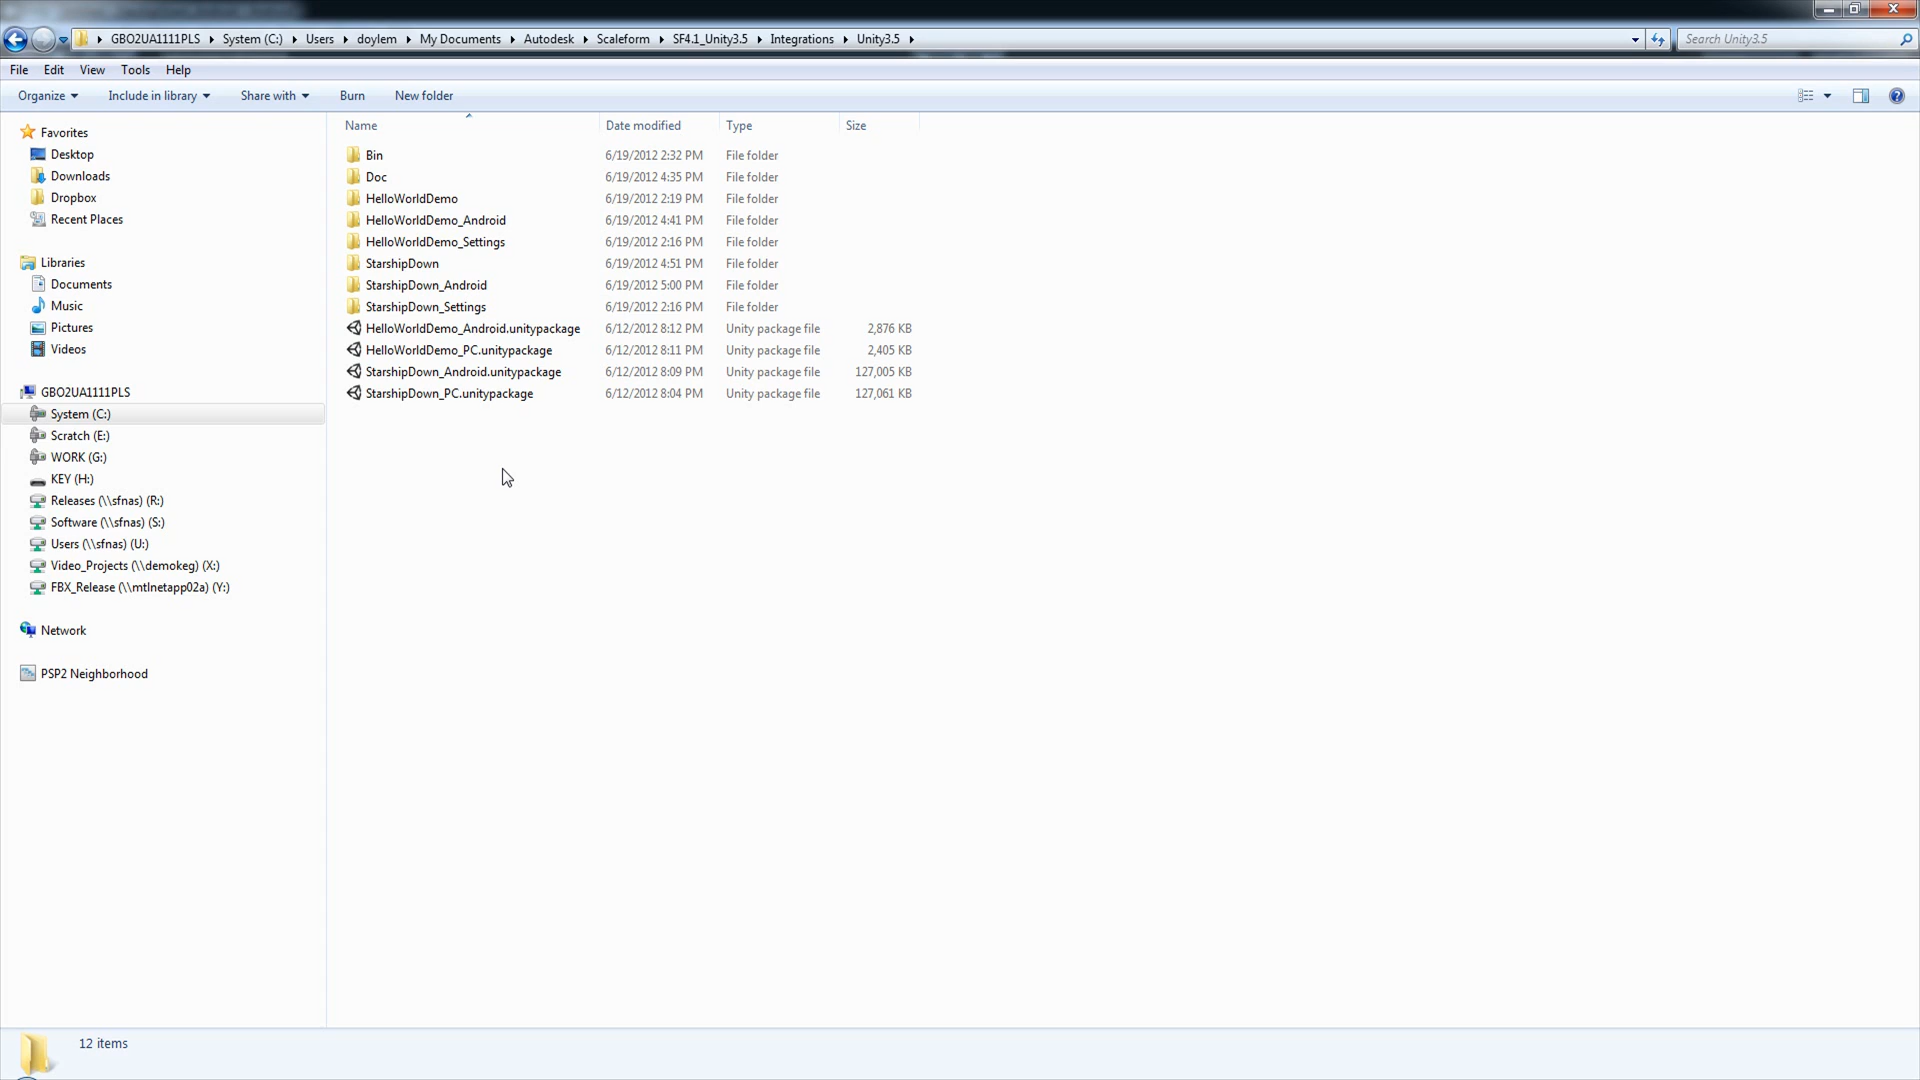 GBO2UA1111PLS System (C:) Users doylem My Documents Autodesk Scaleform SF4.1_Unity3.5 Integrations Unity3.5 Search Unity3.5
File Edit View Tools Help
Organize Include in library Share with Burn New folder
Favorites
Desktop
Downloads
Dropbox
Recent Places
Libraries
Documents
Music
Pictures
Videos
GBO2UA1111PLS
System (C:)
Scratch (E:)
WORK (G:)
KEY (H:)
Releases (\\sfnas) (R:)
Software (\\sfnas) (S:)
Users (\\sfnas) (U:)
Video_Projects (\\demokeg) (X:)
FBX_Release (\\mtlnetapp02a) (Y:)
Network
PSP2 Neighborhood
Name Date modified Type Size
Bin 6/19/2012 2:32 PM File folder
Doc 6/19/2012 4:35 PM File folder
HelloWorldDemo 6/19/2012 2:19 PM File folder
HelloWorldDemo_Android 6/19/2012 4:41 PM File folder
HelloWorldDemo_Settings 6/19/2012 2:16 PM File folder
StarshipDown 6/19/2012 4:51 PM File folder
StarshipDown_Android 6/19/2012 5:00 PM File folder
StarshipDown_Settings 6/19/2012 2:16 PM File folder
HelloWorldDemo_Android.unitypackage 6/12/2012 8:12 PM Unity package file 2,876 KB
HelloWorldDemo_PC.unitypackage 6/12/2012 8:11 PM Unity package file 2,405 KB
StarshipDown_Android.unitypackage 6/12/2012 8:09 PM Unity package file 127,005 KB
StarshipDown_PC.unitypackage 6/12/2012 8:04 PM Unity package file 127,061 KB
12 items